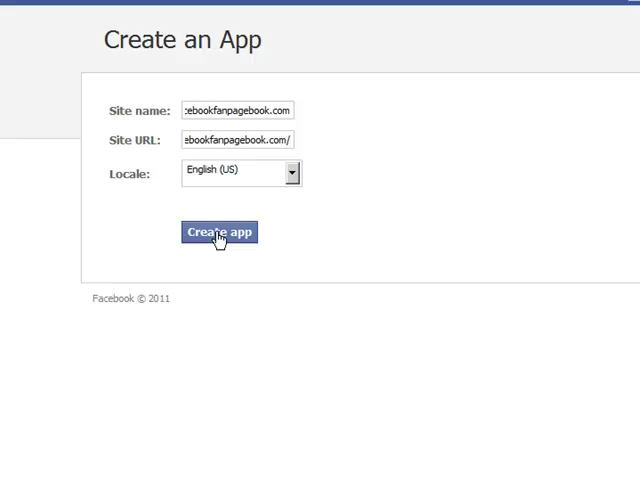 Create an App
Site name: :ebookfanpagebook.com
Site URL: ebookfanpagebook.com/
Locale: English (US)
Create app
Facebook © 2011